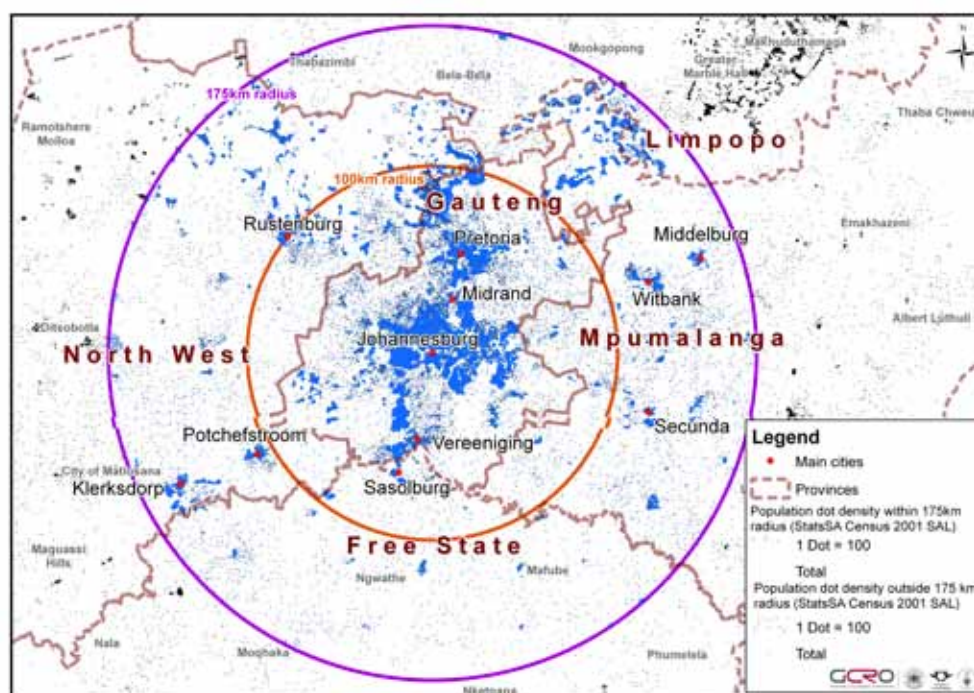 Makhuduthamaga
Mookgopong
Greater
Marble Hall
Thabazimbi
Bela-Bela
175km radius
Thaba Chweu
Ramotshere
Moiloa
Limpopo
100km radius
Gauteng
Rustenburg
Emakhazeni
Middelburg
Pretoria
Witbank
Midrand
Albert Luthuli
Ditsobotla
Johannesburg
Mpumalanga
North West
Secunda
Potchefstroom
Vereeniging
City of Matlosana
Klerksdorp
Sasolburg
Free State
Maquassi
Hills
Ngwathe
Mafube
Nala
Moqhaka
Phumelela
Nketoana
Legend
Main cities
Provinces
Population dot density within 175km
radius (StatsSA Census 2001 SAL)
1 Dot = 100
Total
Population dot density outside 175 km
radius (StatsSA Census 2001 SAL)
1 Dot = 100
Total
GCRO